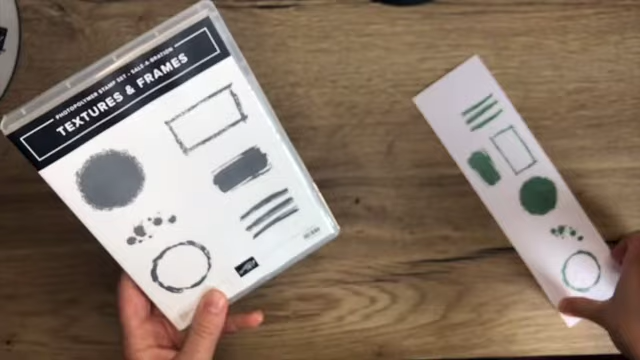 PHOTOPOLYMER STAMP SET • SALE-A-BRATION
TEXTURES & FRAMES